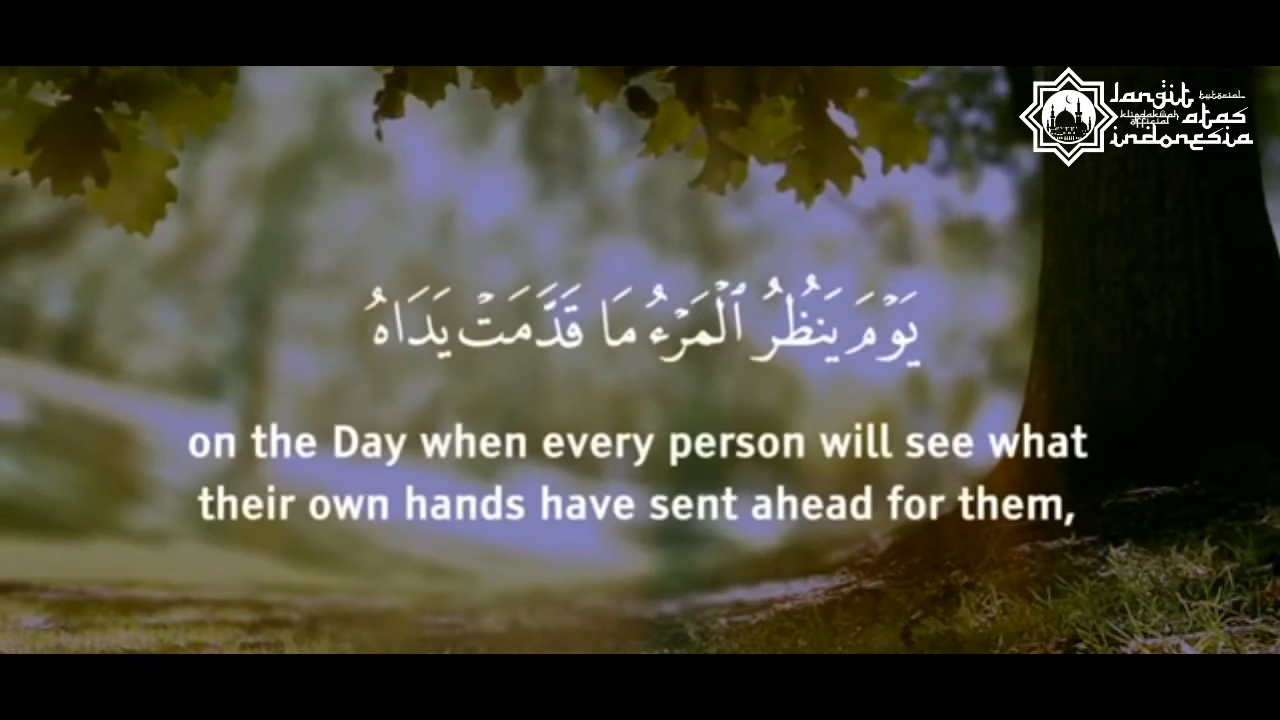 langit tutorial
atas
indonesia
يَوْمَ يَنظُرُ ٱلْمَرْءُ مَا قَدَّمَتْ يَدَاهُ
on the Day when every person will see what
their own hands have sent ahead for them,